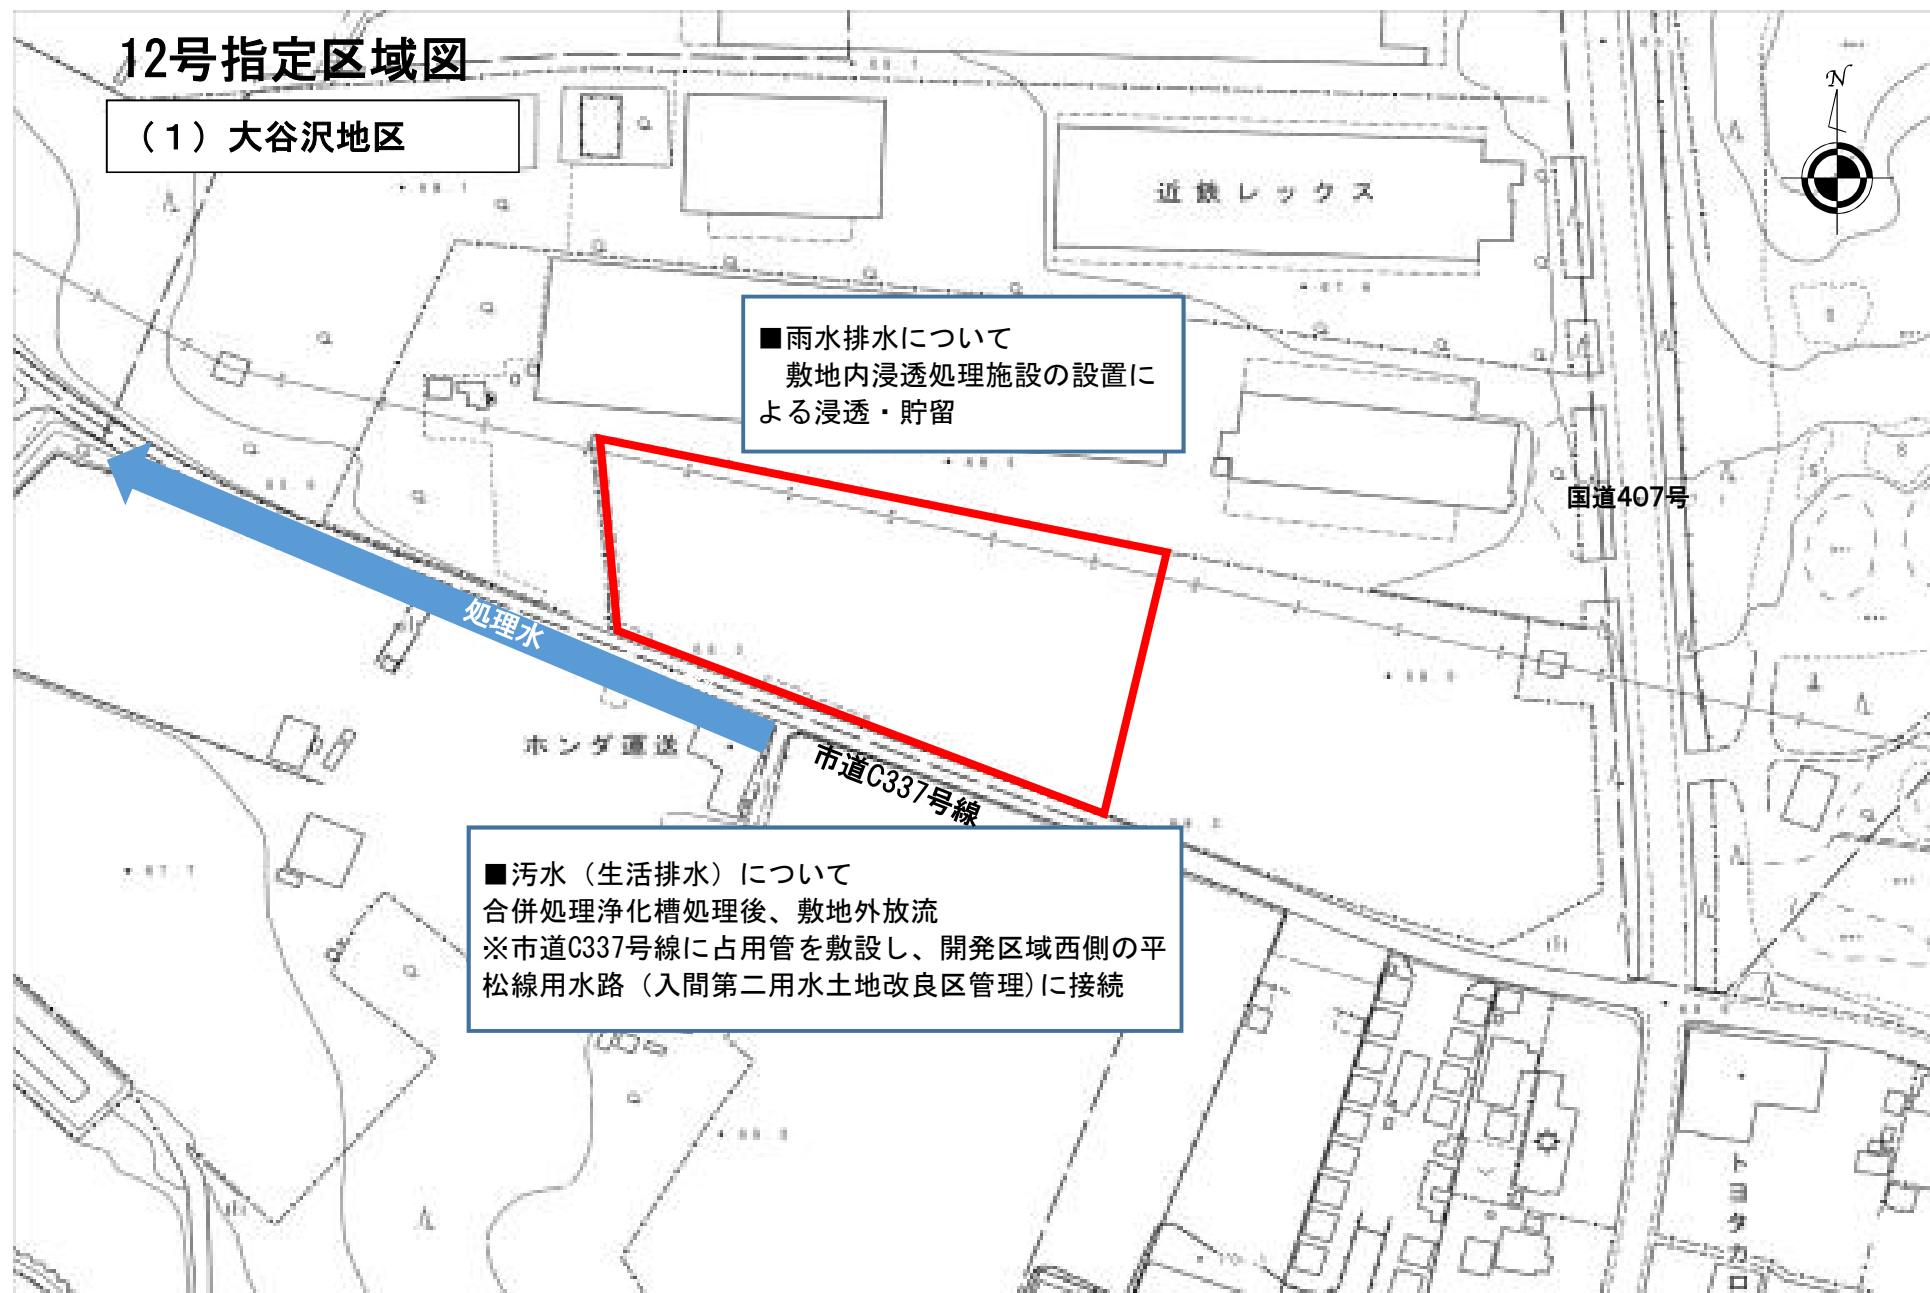 12号指定区域図
（1）大谷沢地区
N
近鉄レックス
■雨水排水について
敷地内浸透処理施設の設置に
よる浸透・貯留
国道407号
処理水
ホンダ運送
市道C337号線
■汚水（生活排水）について
合併処理浄化槽処理後、敷地外放流
※市道C337号線に占用管を敷設し、開発区域西側の平
松線用水路（入間第二用水土地改良区管理)に接続
トヨタカロ